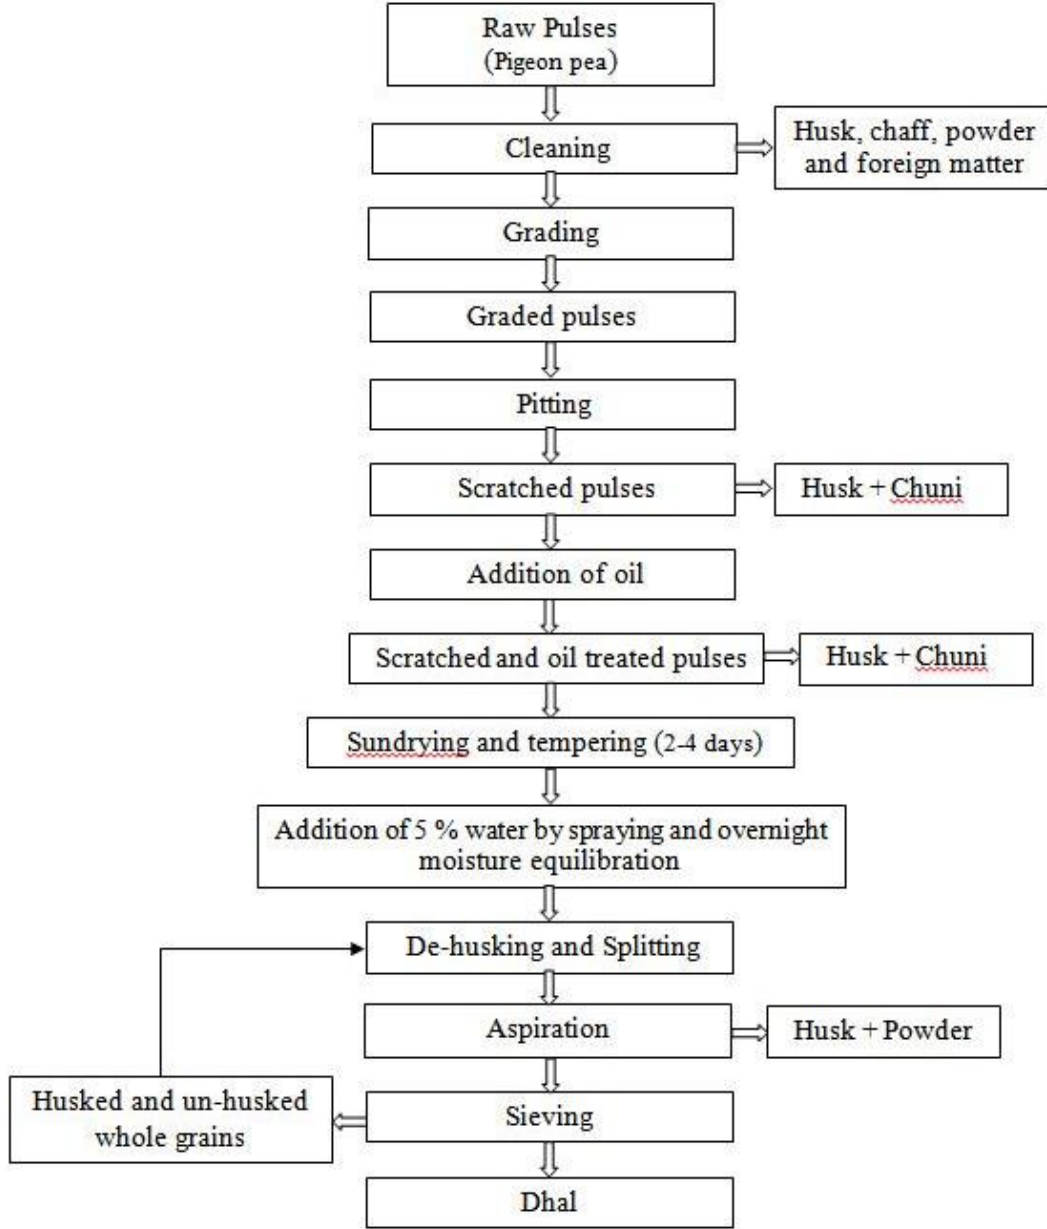 Raw Pulses
(Pigeon pea)
Cleaning
Husk, chaff, powder
and foreign matter
Grading
Graded pulses
Pitting
Scratched pulses
Husk + Chuni
Addition of oil
Scratched and oil treated pulses
Husk + Chuni
Sundrying and tempering (2-4 days)
Addition of 5 % water by spraying and overnight
moisture equilibration
De-husking and Splitting
Aspiration
Husk + Powder
Husked and un-husked
whole grains
Sieving
Dhal